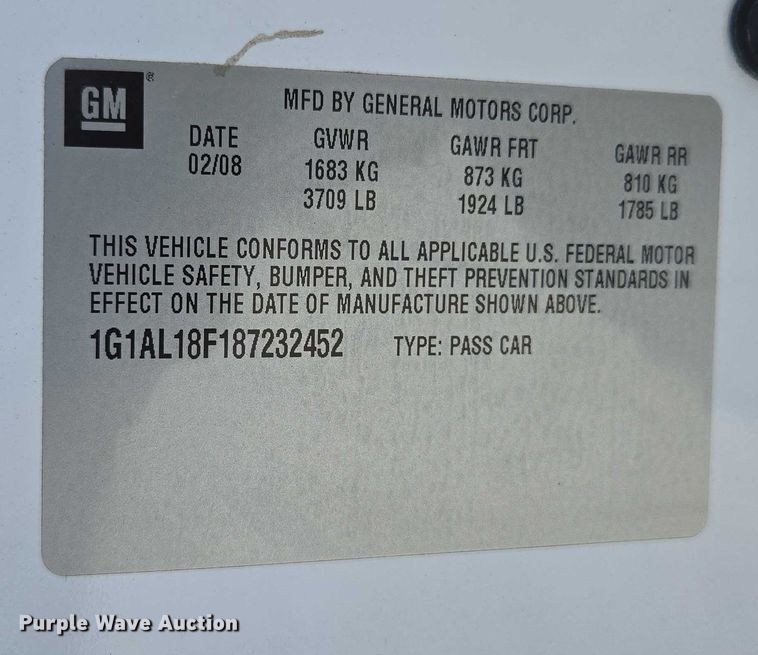 GM ®
MFD BY GENERAL MOTORS CORP.
DATE GVWR GAWR FRT GAWR RR
02/08 1683 KG 873 KG 810 KG
3709 LB 1924 LB 1785 LB
THIS VEHICLE CONFORMS TO ALL APPLICABLE U.S. FEDERAL MOTOR
VEHICLE SAFETY, BUMPER, AND THEFT PREVENTION STANDARDS IN
EFFECT ON THE DATE OF MANUFACTURE SHOWN ABOVE.
1G1AL18F187232452 TYPE: PASS CAR
Purple Wave Auction